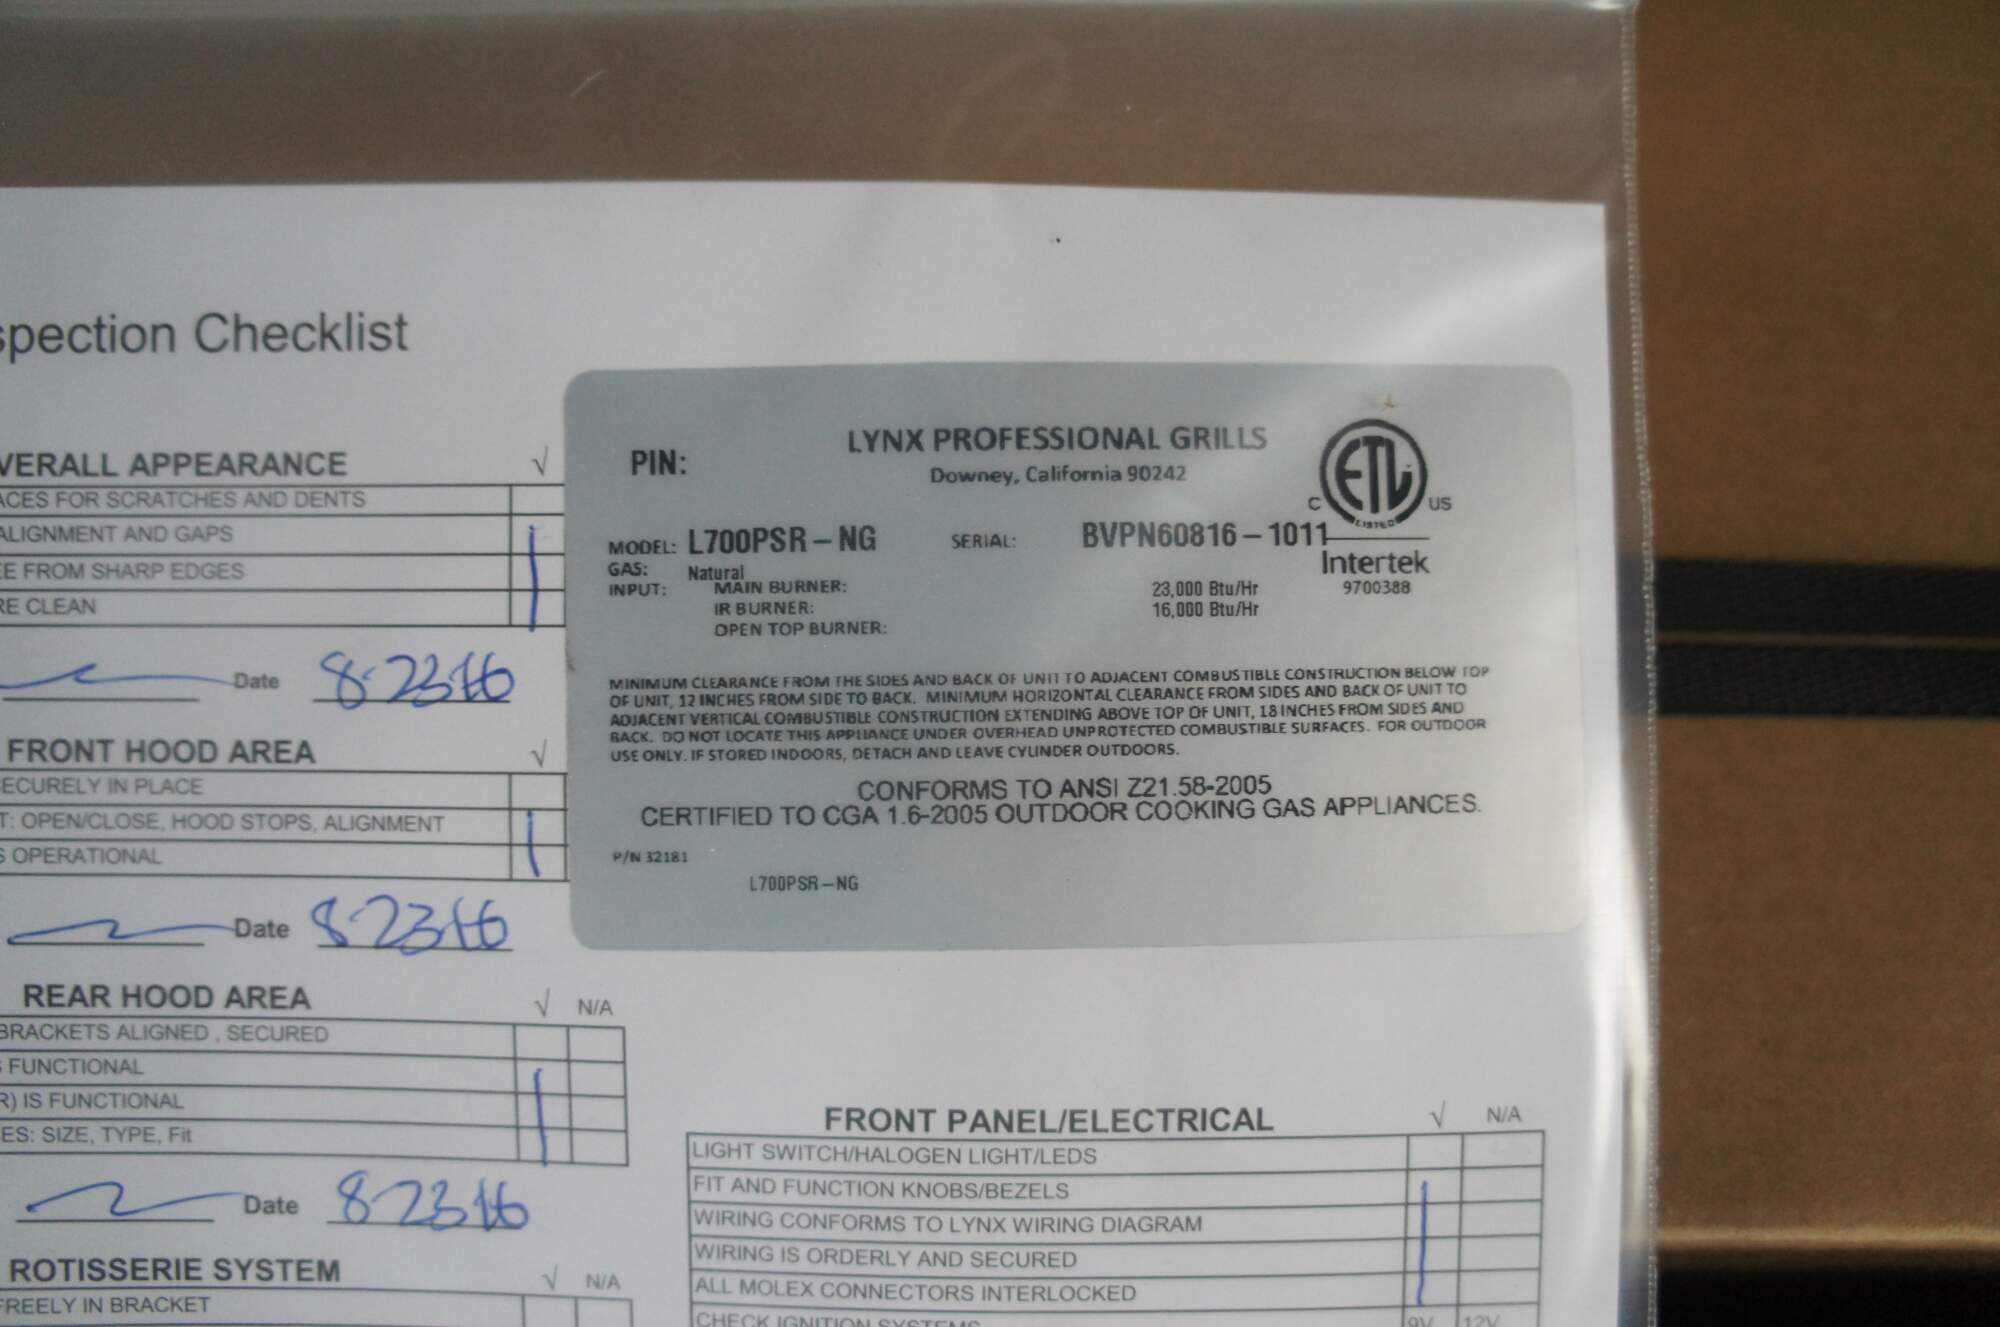 spection Checklist
VERALL APPEARANCE √
ACES FOR SCRATCHES AND DENTS
ALIGNMENT AND GAPS
EE FROM SHARP EDGES
RE CLEAN
Date 8-23-16
FRONT HOOD AREA √
ECURELY IN PLACE
T: OPEN/CLOSE, HOOD STOPS, ALIGNMENT
S OPERATIONAL
Date 8-23-16
REAR HOOD AREA √ N/A
BRACKETS ALIGNED , SECURED
S FUNCTIONAL
R) IS FUNCTIONAL
ES: SIZE, TYPE, Fit
Date 8-23-16
ROTISSERIE SYSTEM √ N/A
FREELY IN BRACKET
PIN:
LYNX PROFESSIONAL GRILLS
Downey, California 90242
ETL
LISTED
C US
Intertek
9700388
MODEL: L700PSR-NG SERIAL: BVPN60816-1011
GAS: Natural
INPUT: MAIN BURNER: 23,000 Btu/Hr
IR BURNER: 16,000 Btu/Hr
OPEN TOP BURNER:
MINIMUM CLEARANCE FROM THE SIDES AND BACK OF UNIT TO ADJACENT COMBUSTIBLE CONSTRUCTION BELOW TOP
OF UNIT, 12 INCHES FROM SIDE TO BACK. MINIMUM HORIZONTAL CLEARANCE FROM SIDES AND BACK OF UNIT TO
ADJACENT VERTICAL COMBUSTIBLE CONSTRUCTION EXTENDING ABOVE TOP OF UNIT, 18 INCHES FROM SIDES AND
BACK. DO NOT LOCATE THIS APPLIANCE UNDER OVERHEAD UNPROTECTED COMBUSTIBLE SURFACES. FOR OUTDOOR
USE ONLY. IF STORED INDOORS, DETACH AND LEAVE CYLINDER OUTDOORS.
CONFORMS TO ANSI Z21.58-2005
CERTIFIED TO CGA 1.6-2005 OUTDOOR COOKING GAS APPLIANCES.
P/N 32181
L700PSR-NG
FRONT PANEL/ELECTRICAL √ N/A
LIGHT SWITCH/HALOGEN LIGHT/LEDS
FIT AND FUNCTION KNOBS/BEZELS
WIRING CONFORMS TO LYNX WIRING DIAGRAM
WIRING IS ORDERLY AND SECURED
ALL MOLEX CONNECTORS INTERLOCKED
CHECK IGNITION SYSTEMS 9V 12V